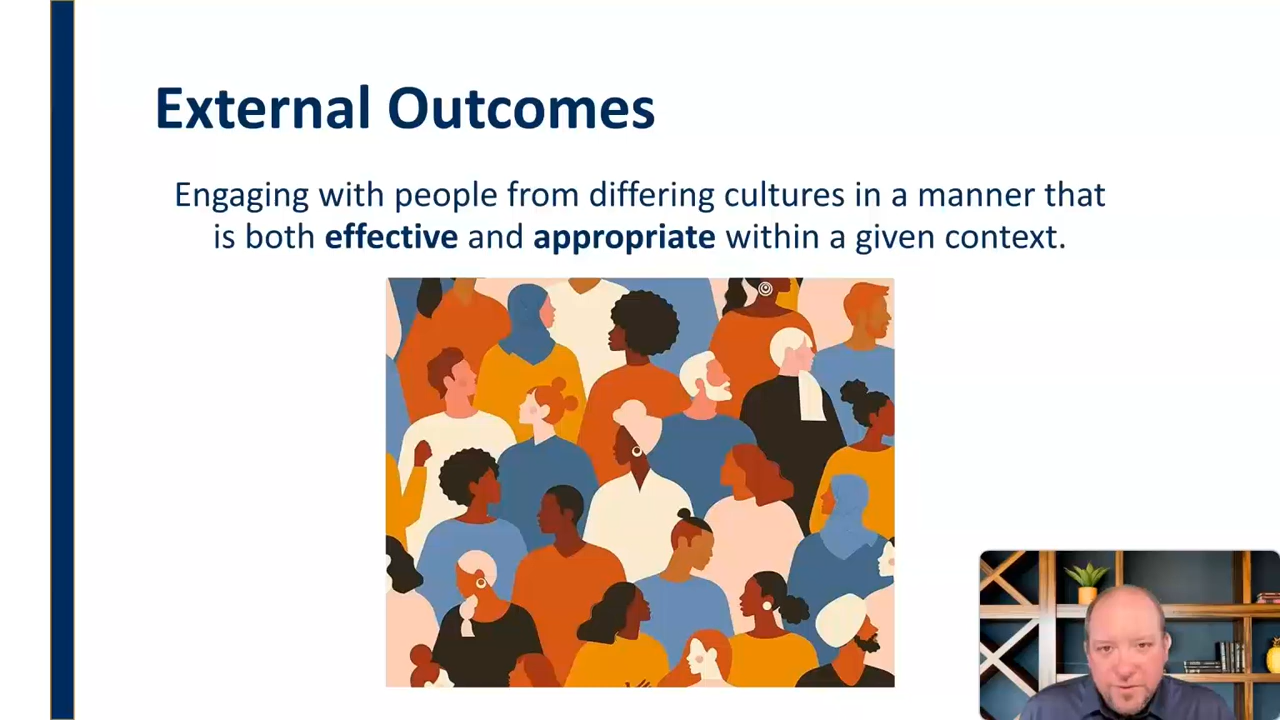 External Outcomes
Engaging with people from differing cultures in a manner that
is both effective and appropriate within a given context.